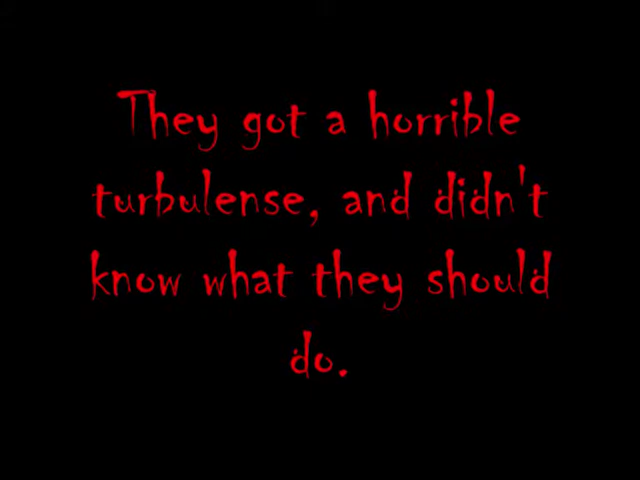 They got a horrible
turbulense, and didn't
know what they should
do.